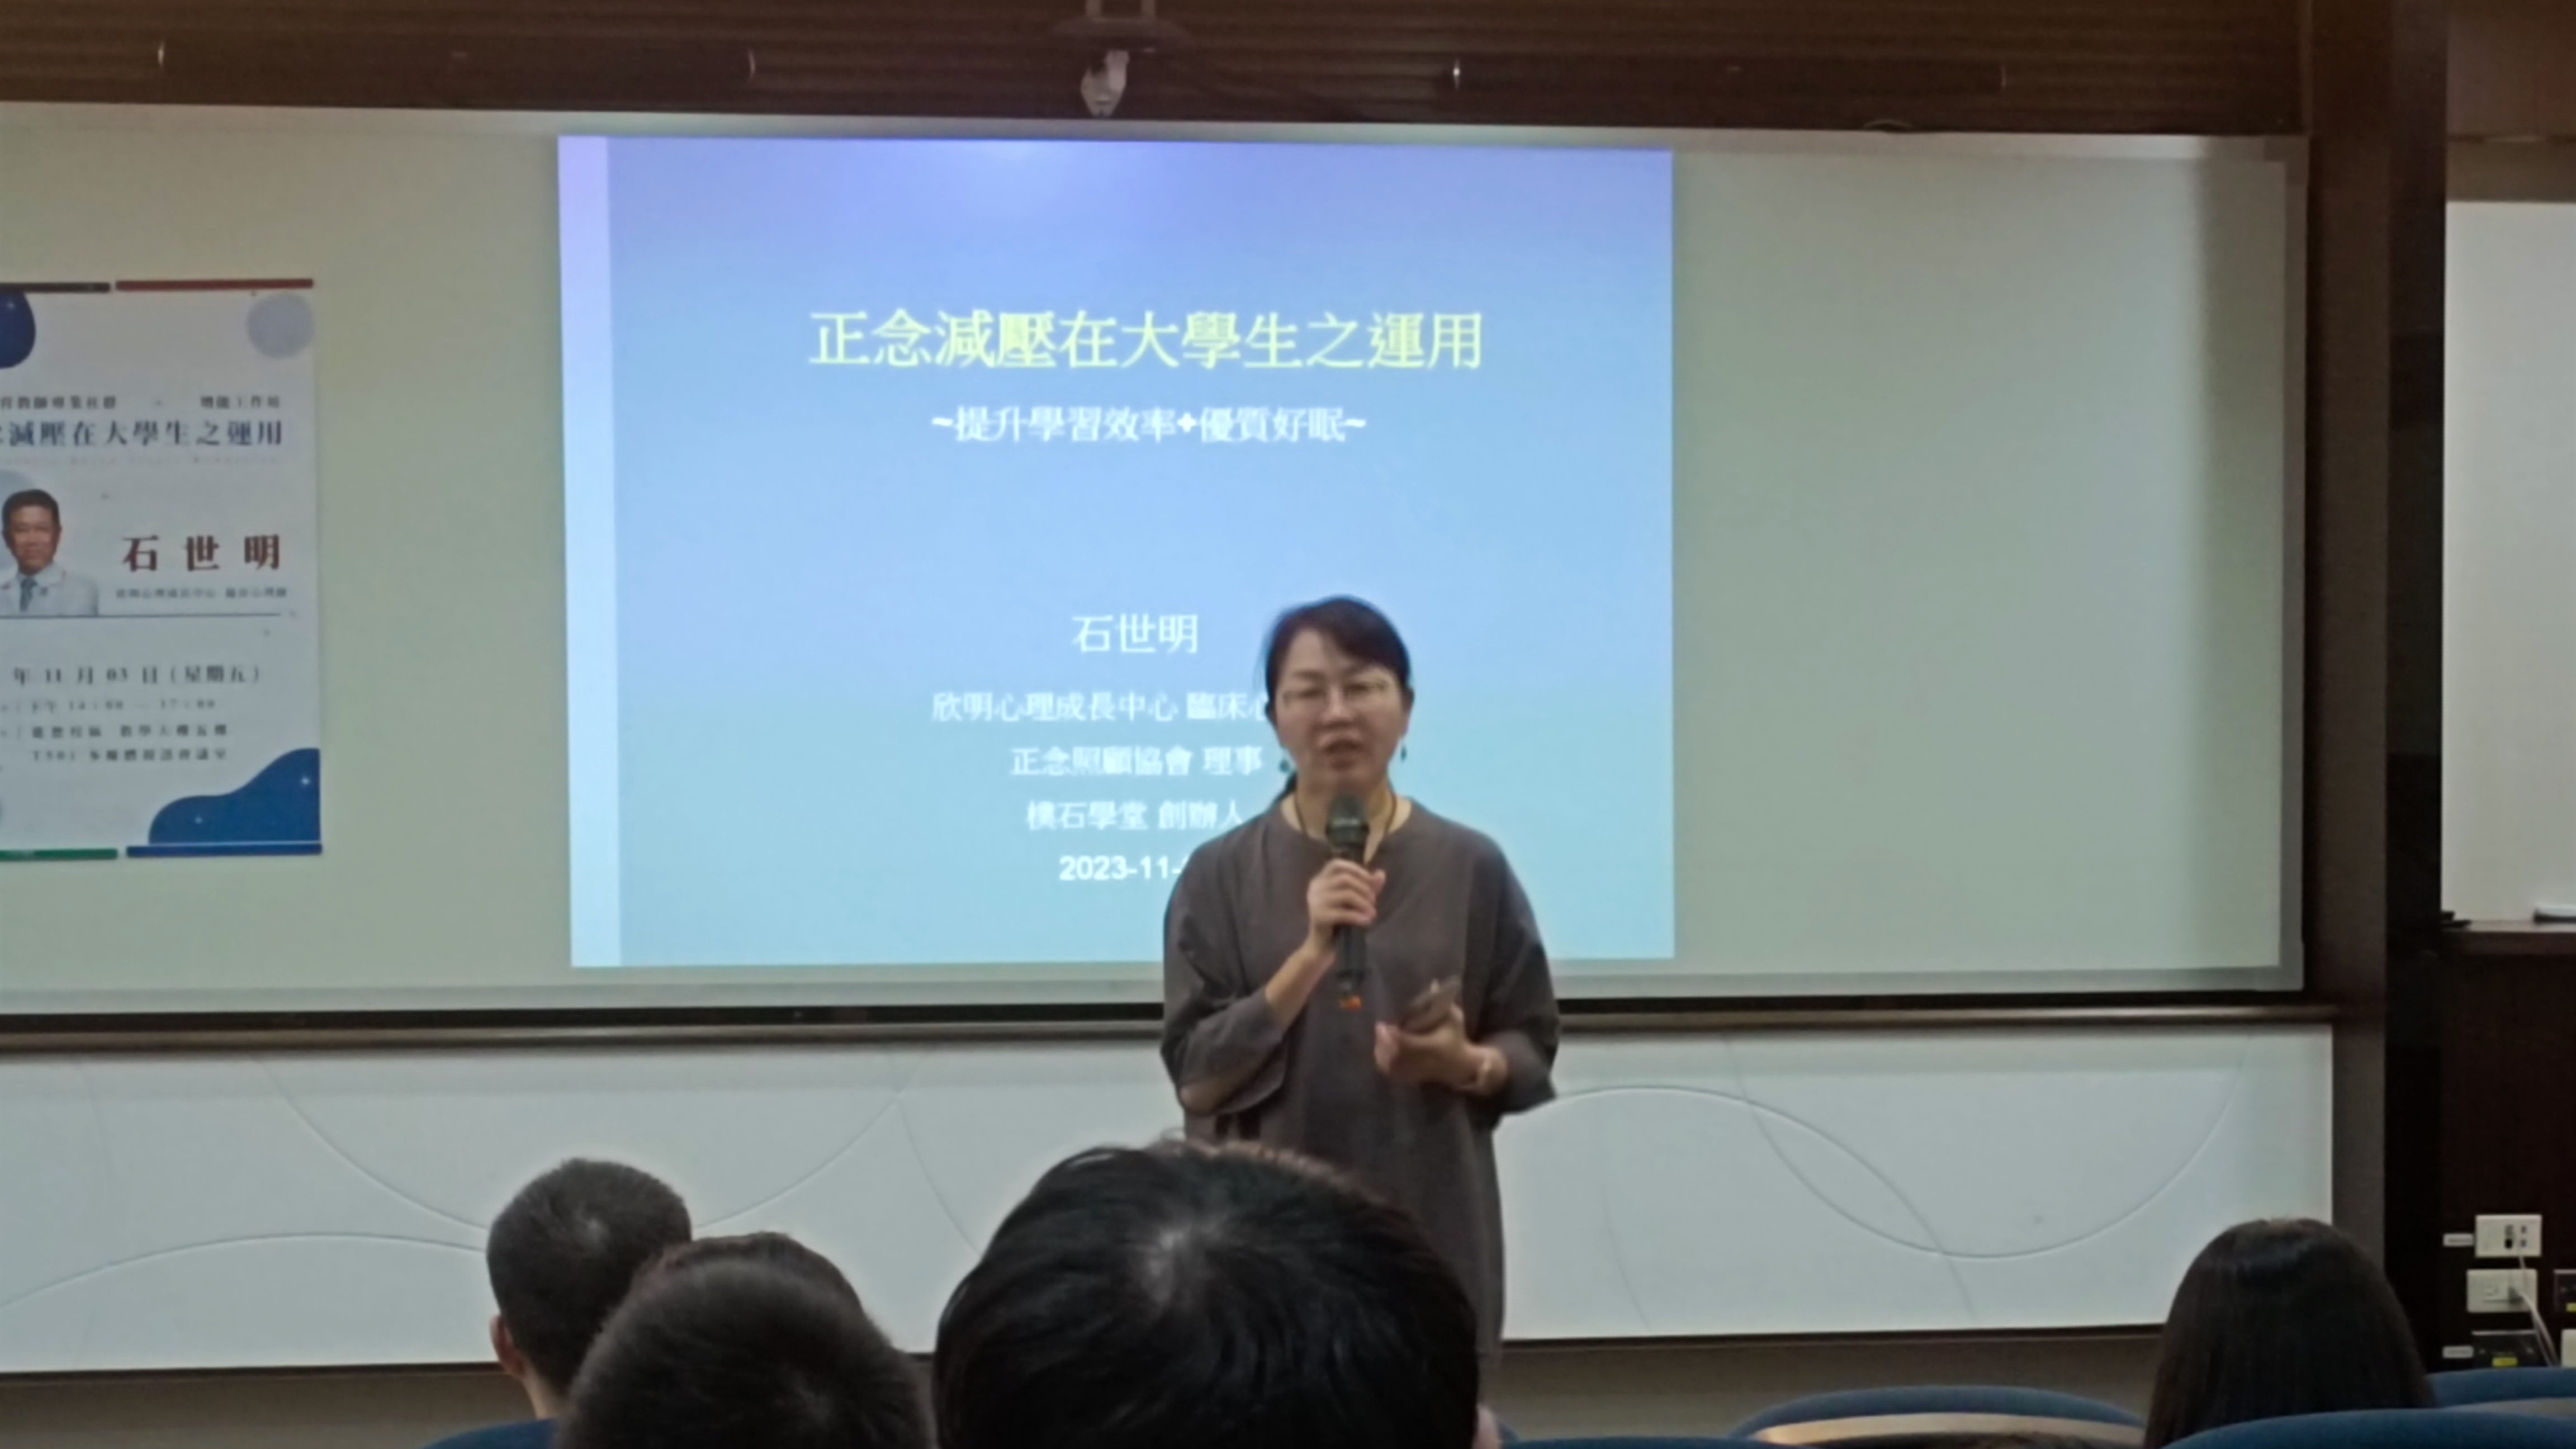 減壓在大學生之運用
石世明
年 11 月 03 日(星期五)
正念減壓在大學生之運用
~提升學習效率+優質好眠~
石世明
欣明心理成長中心 臨床心
正念照顧協會 理事
樸石學堂 創辦人
2023-11-